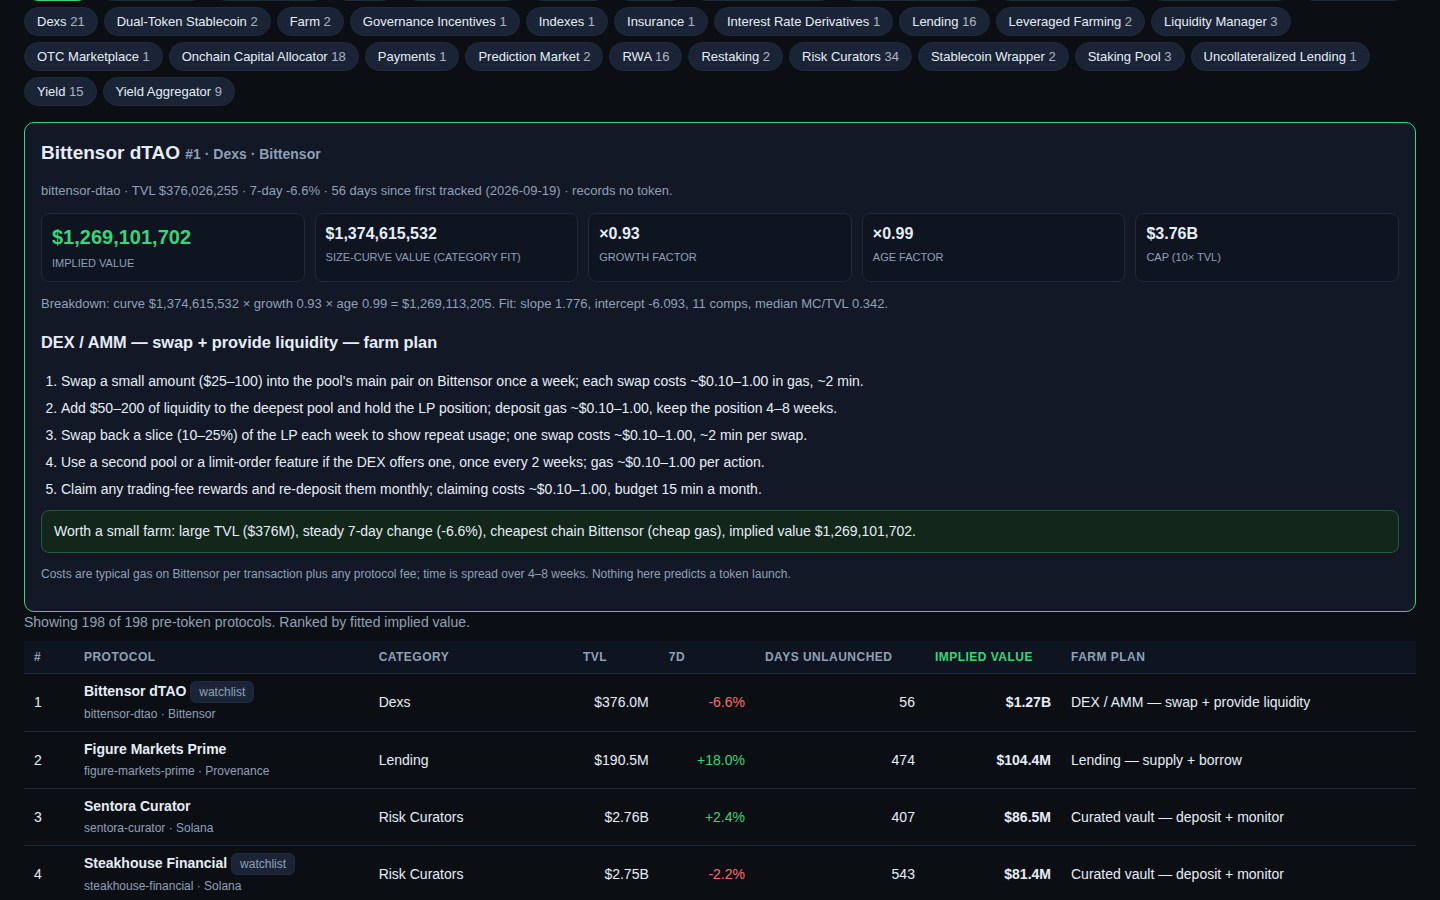 Dexs 21 Dual-Token Stablecoin 2 Farm 2 Governance Incentives 1 Indexes 1 Insurance 1 Interest Rate Derivatives 1 Lending 16 Leveraged Farming 2 Liquidity Manager 3
OTC Marketplace 1 Onchain Capital Allocator 18 Payments 1 Prediction Market 2 RWA 16 Restaking 2 Risk Curators 34 Stablecoin Wrapper 2 Staking Pool 3 Uncollateralized Lending 1
Yield 15 Yield Aggregator 9
Bittensor dTAO #1 · Dexs · Bittensor
bittensor-dtao · TVL $376,026,255 · 7-day -6.6% · 56 days since first tracked (2026-09-19) · records no token.
$1,269,101,702 $1,374,615,532 ×0.93 ×0.99 $3.76B
IMPLIED VALUE SIZE-CURVE VALUE (CATEGORY FIT) GROWTH FACTOR AGE FACTOR CAP (10× TVL)
Breakdown: curve $1,374,615,532 × growth 0.93 × age 0.99 = $1,269,113,205. Fit: slope 1.776, intercept -6.093, 11 comps, median MC/TVL 0.342.
DEX / AMM — swap + provide liquidity — farm plan
1. Swap a small amount ($25–100) into the pool's main pair on Bittensor once a week; each swap costs ~$0.10–1.00 in gas, ~2 min.
2. Add $50–200 of liquidity to the deepest pool and hold the LP position; deposit gas ~$0.10–1.00, keep the position 4–8 weeks.
3. Swap back a slice (10–25%) of the LP each week to show repeat usage; one swap costs ~$0.10–1.00, ~2 min per swap.
4. Use a second pool or a limit-order feature if the DEX offers one, once every 2 weeks; gas ~$0.10–1.00 per action.
5. Claim any trading-fee rewards and re-deposit them monthly; claiming costs ~$0.10–1.00, budget 15 min a month.
Worth a small farm: large TVL ($376M), steady 7-day change (-6.6%), cheapest chain Bittensor (cheap gas), implied value $1,269,101,702.
Costs are typical gas on Bittensor per transaction plus any protocol fee; time is spread over 4–8 weeks. Nothing here predicts a token launch.
Showing 198 of 198 pre-token protocols. Ranked by fitted implied value.
# PROTOCOL CATEGORY TVL 7D DAYS UNLAUNCHED IMPLIED VALUE FARM PLAN
1 Bittensor dTAO watchlist Dexs $376.0M -6.6% 56 $1.27B DEX / AMM — swap + provide liquidity
bittensor-dtao · Bittensor
2 Figure Markets Prime Lending $190.5M +18.0% 474 $104.4M Lending — supply + borrow
figure-markets-prime · Provenance
3 Sentora Curator Risk Curators $2.76B +2.4% 407 $86.5M Curated vault — deposit + monitor
sentora-curator · Solana
4 Steakhouse Financial watchlist Risk Curators $2.75B -2.2% 543 $81.4M Curated vault — deposit + monitor
steakhouse-financial · Solana